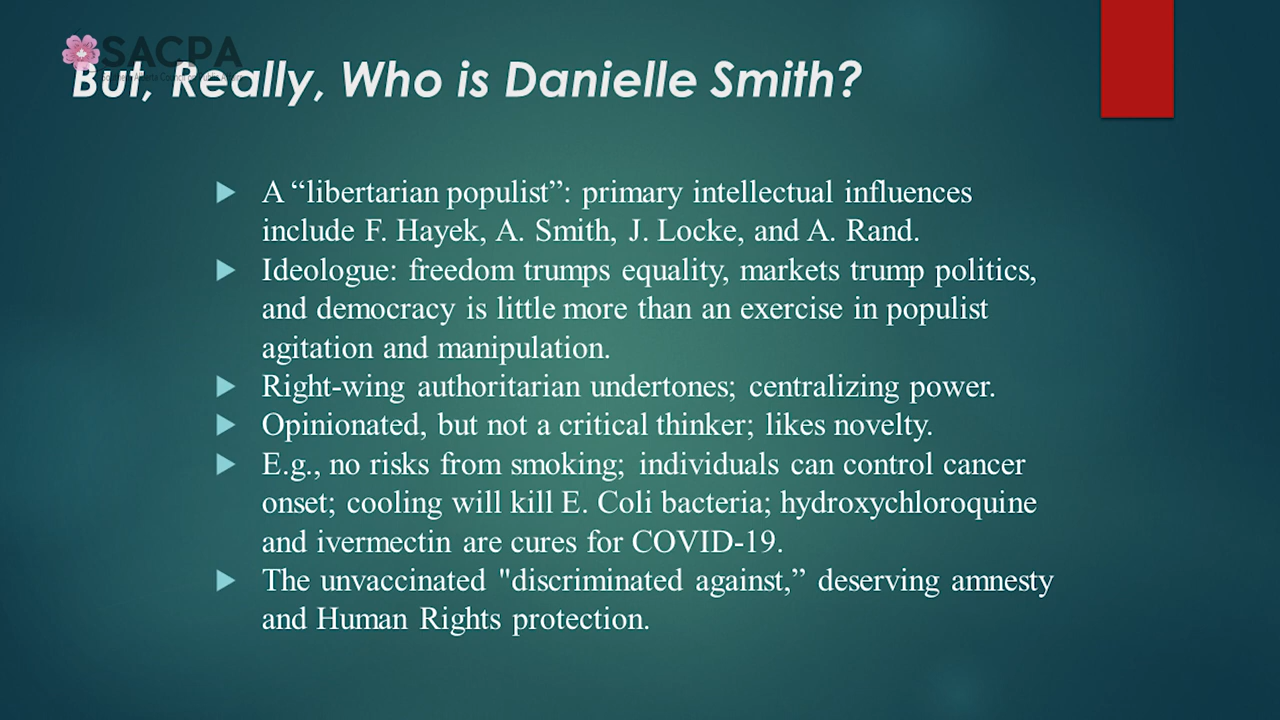 SACPA
But, Really, Who is Danielle Smith?
A “libertarian populist”: primary intellectual influences
include F. Hayek, A. Smith, J. Locke, and A. Rand.
Ideologue: freedom trumps equality, markets trump politics,
and democracy is little more than an exercise in populist
agitation and manipulation.
Right-wing authoritarian undertones; centralizing power.
Opinionated, but not a critical thinker; likes novelty.
E.g., no risks from smoking; individuals can control cancer
onset; cooling will kill E. Coli bacteria; hydroxychloroquine
and ivermectin are cures for COVID-19.
The unvaccinated "discriminated against,” deserving amnesty
and Human Rights protection.